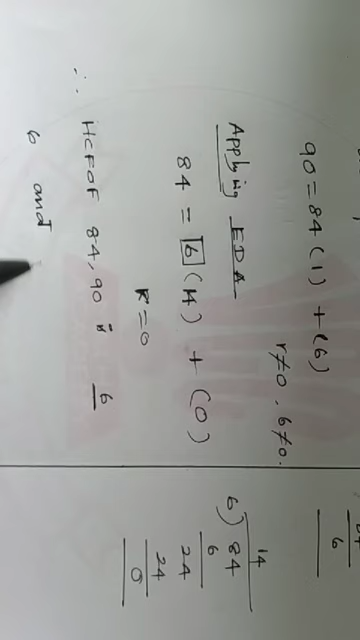 90 = 84 (1) + (6)
r≠0, 6≠0.
Applying EDA
84 = 6 (14) + (0)
r=0
∴ HCF OF 84, 90 is 6
6 and
6
14
6) 84
6
24
24
0